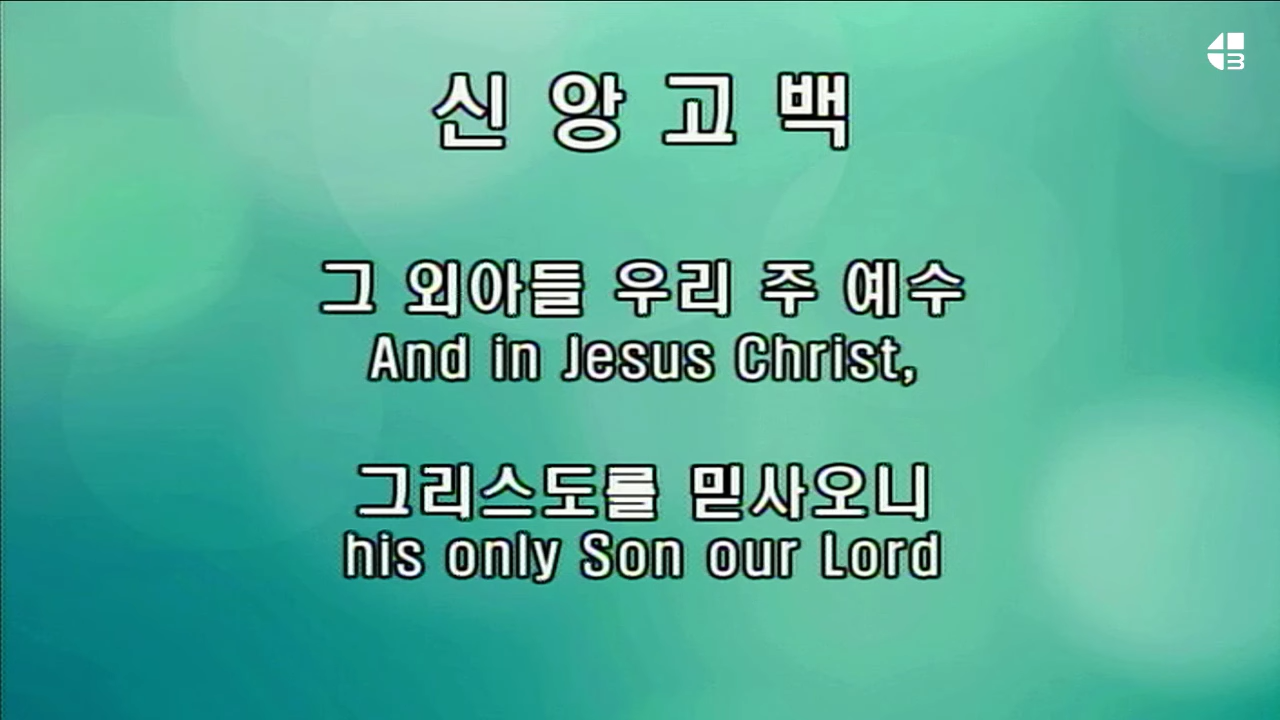 신 앙 고 백
그 외아들 우리 주 예수
And in Jesus Christ,
그리스도를 믿사오니
his only Son our Lord